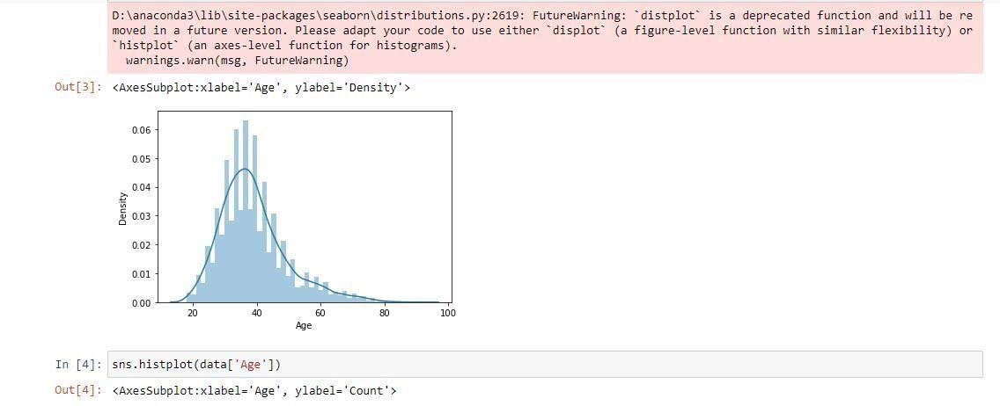 D:\anaconda3\lib\site-packages\seaborn\distributions.py:2619: FutureWarning: `distplot` is a deprecated function and will be re
moved in a future version. Please adapt your code to use either `displot` (a figure-level function with similar flexibility) or
`histplot` (an axes-level function for histograms).
  warnings.warn(msg, FutureWarning)
Out[3]: <AxesSubplot:xlabel='Age', ylabel='Density'>
0.06
0.05
0.04
0.03
0.02
0.01
0.00
Density
20 40 60 80 100
Age
In [4]: sns.histplot(data['Age'])
Out[4]: <AxesSubplot:xlabel='Age', ylabel='Count'>